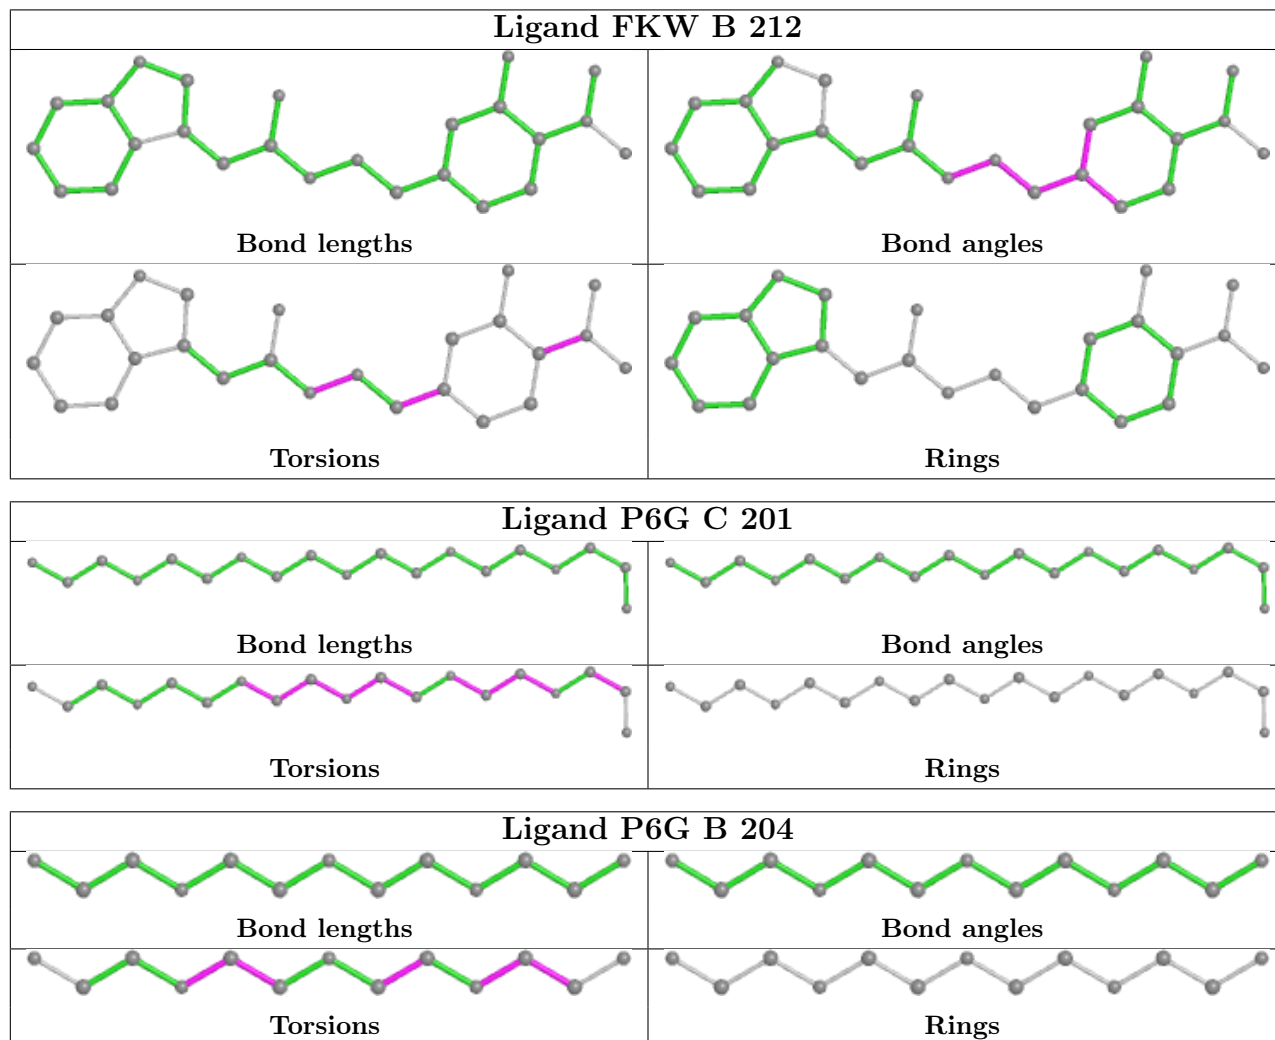 Ligand FKW B 212
Bond lengths
Bond angles
Torsions
Rings
Ligand P6G C 201
Bond lengths
Bond angles
Torsions
Rings
Ligand P6G B 204
Bond lengths
Bond angles
Torsions
Rings